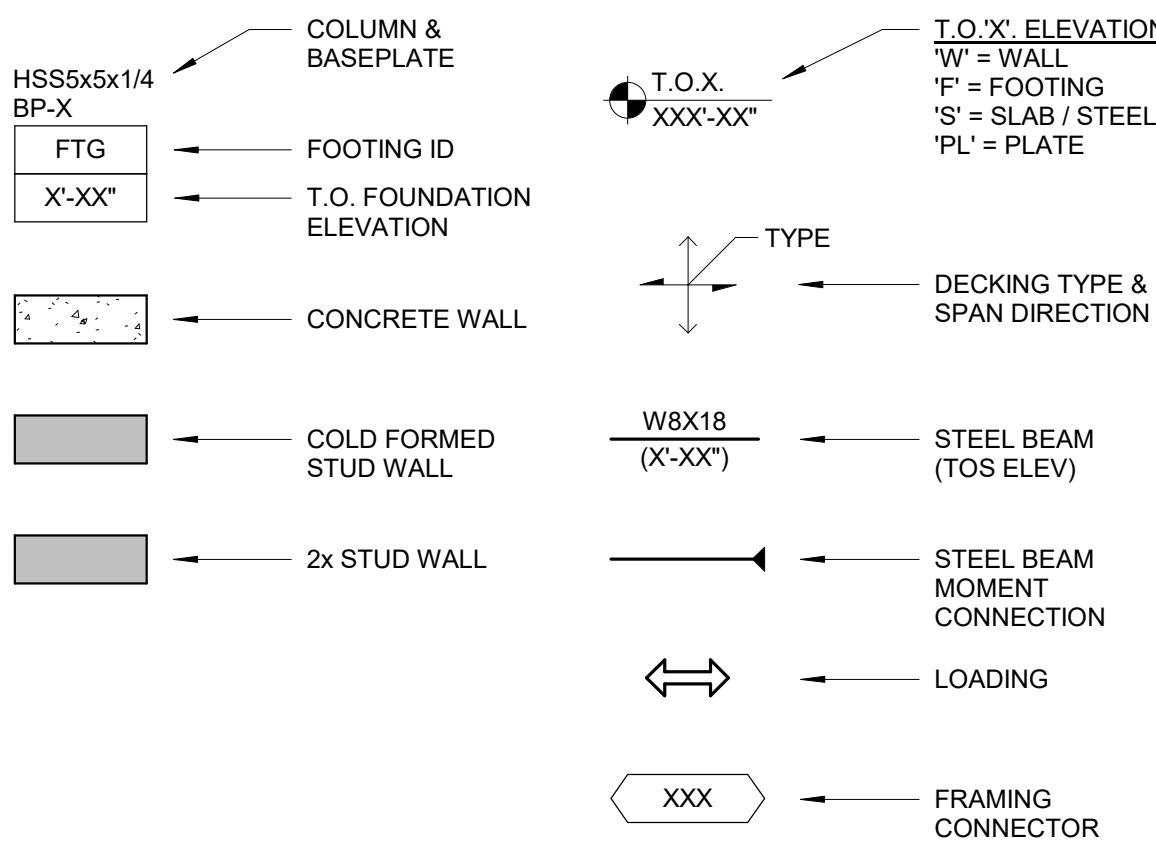 COLUMN &
BASEPLATE
HSS5x5x1/4
BP-X
FTG
FOOTING ID
X'-XX"
T.O. FOUNDATION
ELEVATION
CONCRETE WALL
COLD FORMED
STUD WALL
2x STUD WALL
T.O.'X'. ELEVATION
'W' = WALL
'F' = FOOTING
'S' = SLAB / STEEL
'PL' = PLATE
T.O.X.
XXX'-XX"
TYPE
DECKING TYPE &
SPAN DIRECTION
W8X18
(X'-XX")
STEEL BEAM
(TOS ELEV)
STEEL BEAM
MOMENT
CONNECTION
LOADING
XXX
FRAMING
CONNECTOR